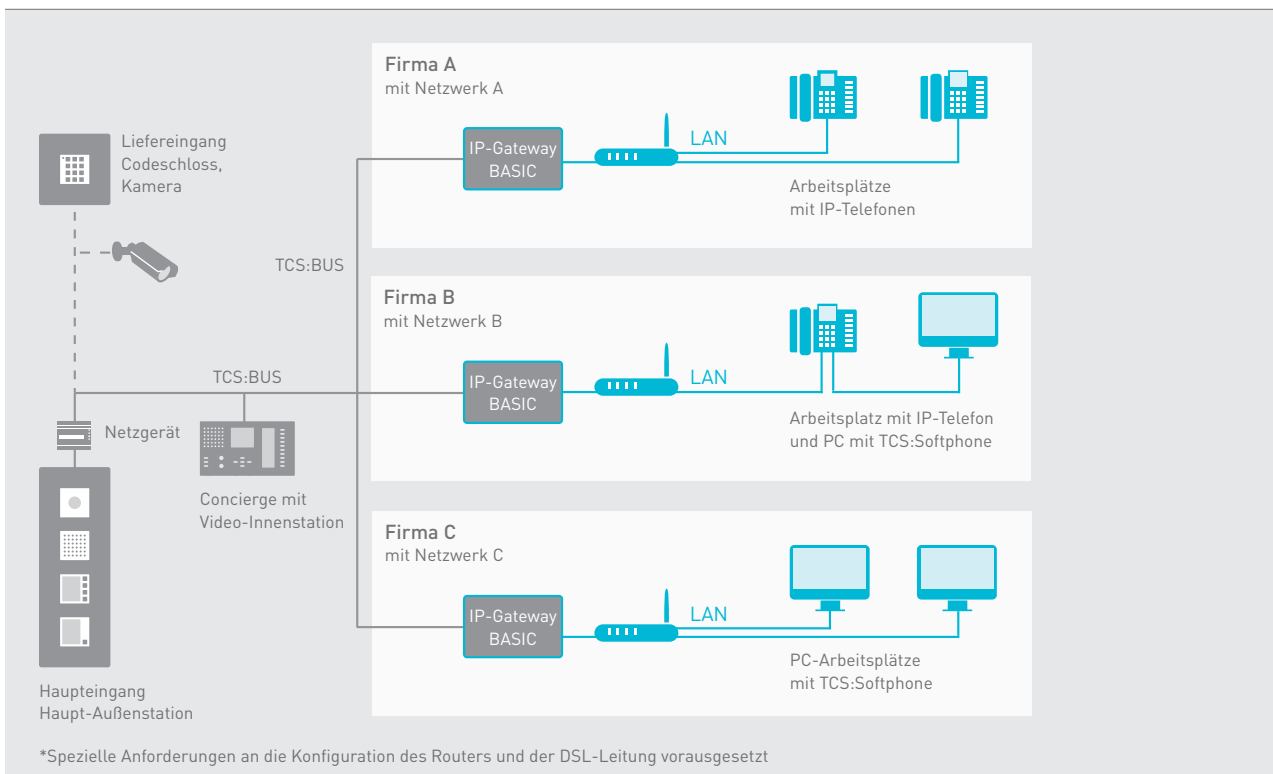 Firma A
mit Netzwerk A
IP-Gateway
BASIC
LAN
Arbeitsplätze
mit IP-Telefonen
Liefereingang
Codeschloss,
Kamera
TCS:BUS
Firma B
mit Netzwerk B
IP-Gateway
BASIC
LAN
Arbeitsplatz mit IP-Telefon
und PC mit TCS:Softphone
TCS:BUS
Netzgerät
Concierge mit
Video-Innenstation
Firma C
mit Netzwerk C
IP-Gateway
BASIC
LAN
PC-Arbeitsplätze
mit TCS:Softphone
Haupteingang
Haupt-Außenstation
*Spezielle Anforderungen an die Konfiguration des Routers und der DSL-Leitung vorausgesetzt